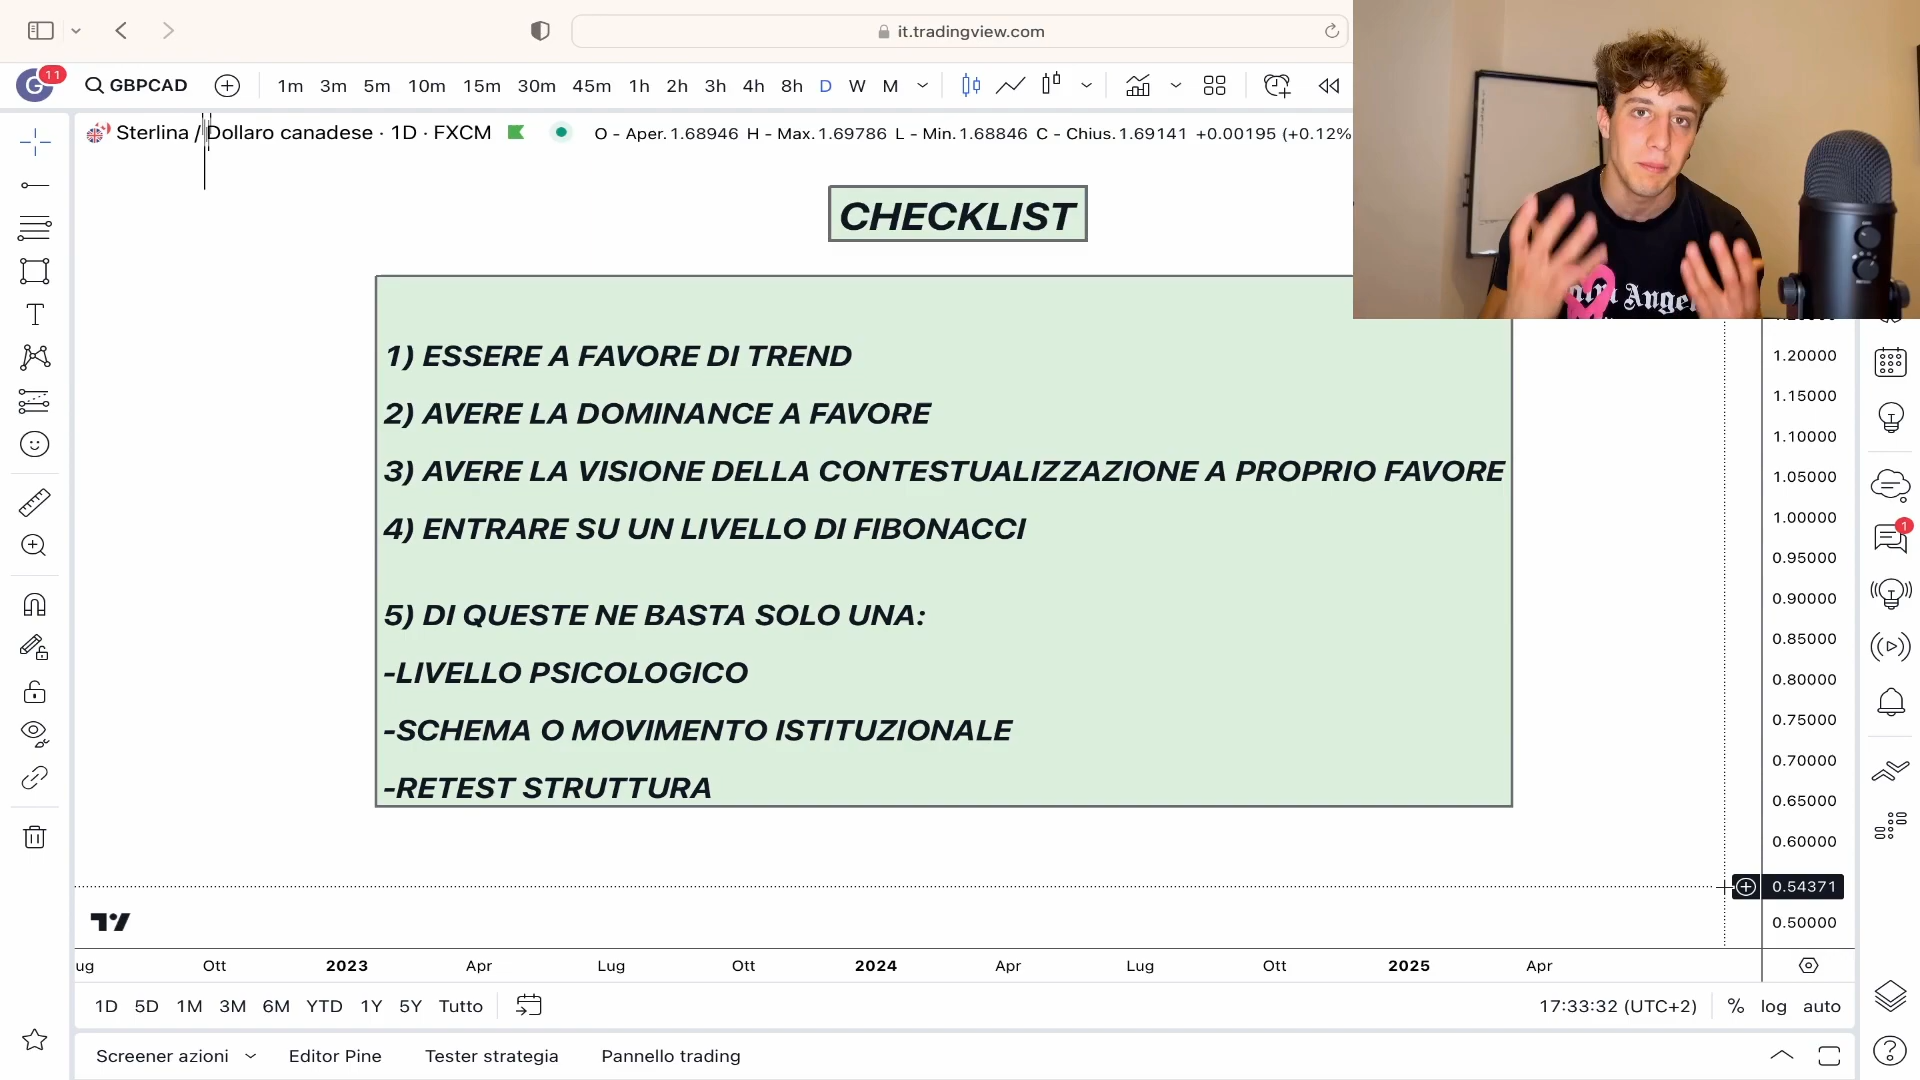 it.tradingview.com
G 11
GBPCAD
1m 3m 5m 10m 15m 30m 45m 1h 2h 3h 4h 8h D W M
Sterlina / Dollaro canadese · 1D · FXCM
O - Aper. 1.68946 H - Max. 1.69786 L - Min. 1.68846 C - Chius. 1.69141 +0.00195 (+0.12%
CHECKLIST
1) ESSERE A FAVORE DI TREND
2) AVERE LA DOMINANCE A FAVORE
3) AVERE LA VISIONE DELLA CONTESTUALIZZAZIONE A PROPRIO FAVORE
4) ENTRARE SU UN LIVELLO DI FIBONACCI
5) DI QUESTE NE BASTA SOLO UNA:
-LIVELLO PSICOLOGICO
-SCHEMA O MOVIMENTO ISTITUZIONALE
-RETEST STRUTTURA
1.20000
1.15000
1.10000
1.05000
1.00000
0.95000
0.90000
0.85000
0.80000
0.75000
0.70000
0.65000
0.60000
0.54371
0.50000
1
ug Ott 2023 Apr Lug Ott 2024 Apr Lug Ott 2025 Apr
1D 5D 1M 3M 6M YTD 1Y 5Y Tutto
17:33:32 (UTC+2) % log auto
Screener azioni Editor Pine Tester strategia Pannello trading